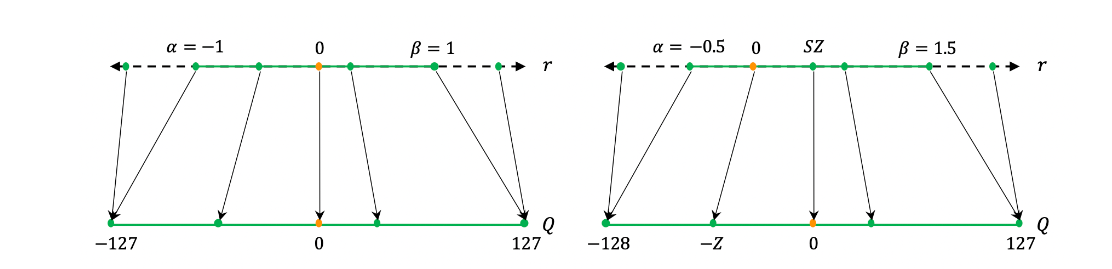 α = −1 0 β = 1 r
−127 0 127 Q
α = −0.5 0 SZ β = 1.5 r
−128 −Z 0 127 Q